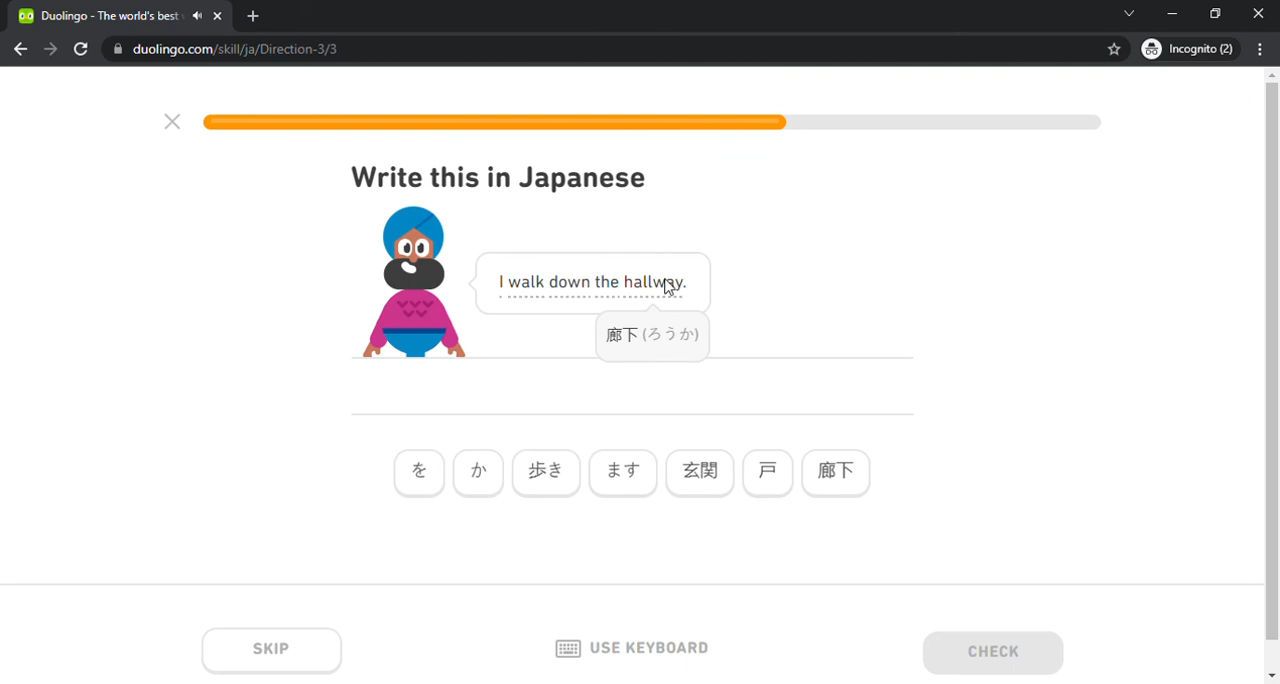 Duolingo - The world's best
duolingo.com/skill/ja/Direction-3/3
Incognito (2)
Write this in Japanese
I walk down the hallway.
廊下 (ろうか)
を か 歩き ます 玄関 戸 廊下
SKIP
USE KEYBOARD
CHECK